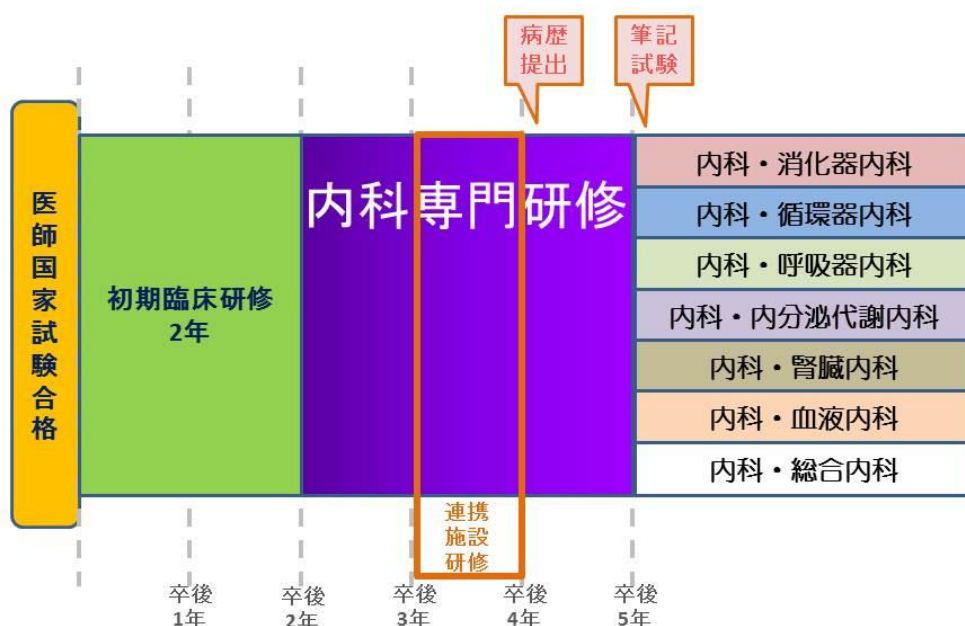 病歴
提出
筆記
試験
医師国家試験合格
初期臨床研修
2年
内科専門研修
内科・消化器内科
内科・循環器内科
内科・呼吸器内科
内科・内分泌代謝内科
内科・腎臓内科
内科・血液内科
内科・総合内科
連携
施設
研修
卒後
1年
卒後
2年
卒後
3年
卒後
4年
卒後
5年